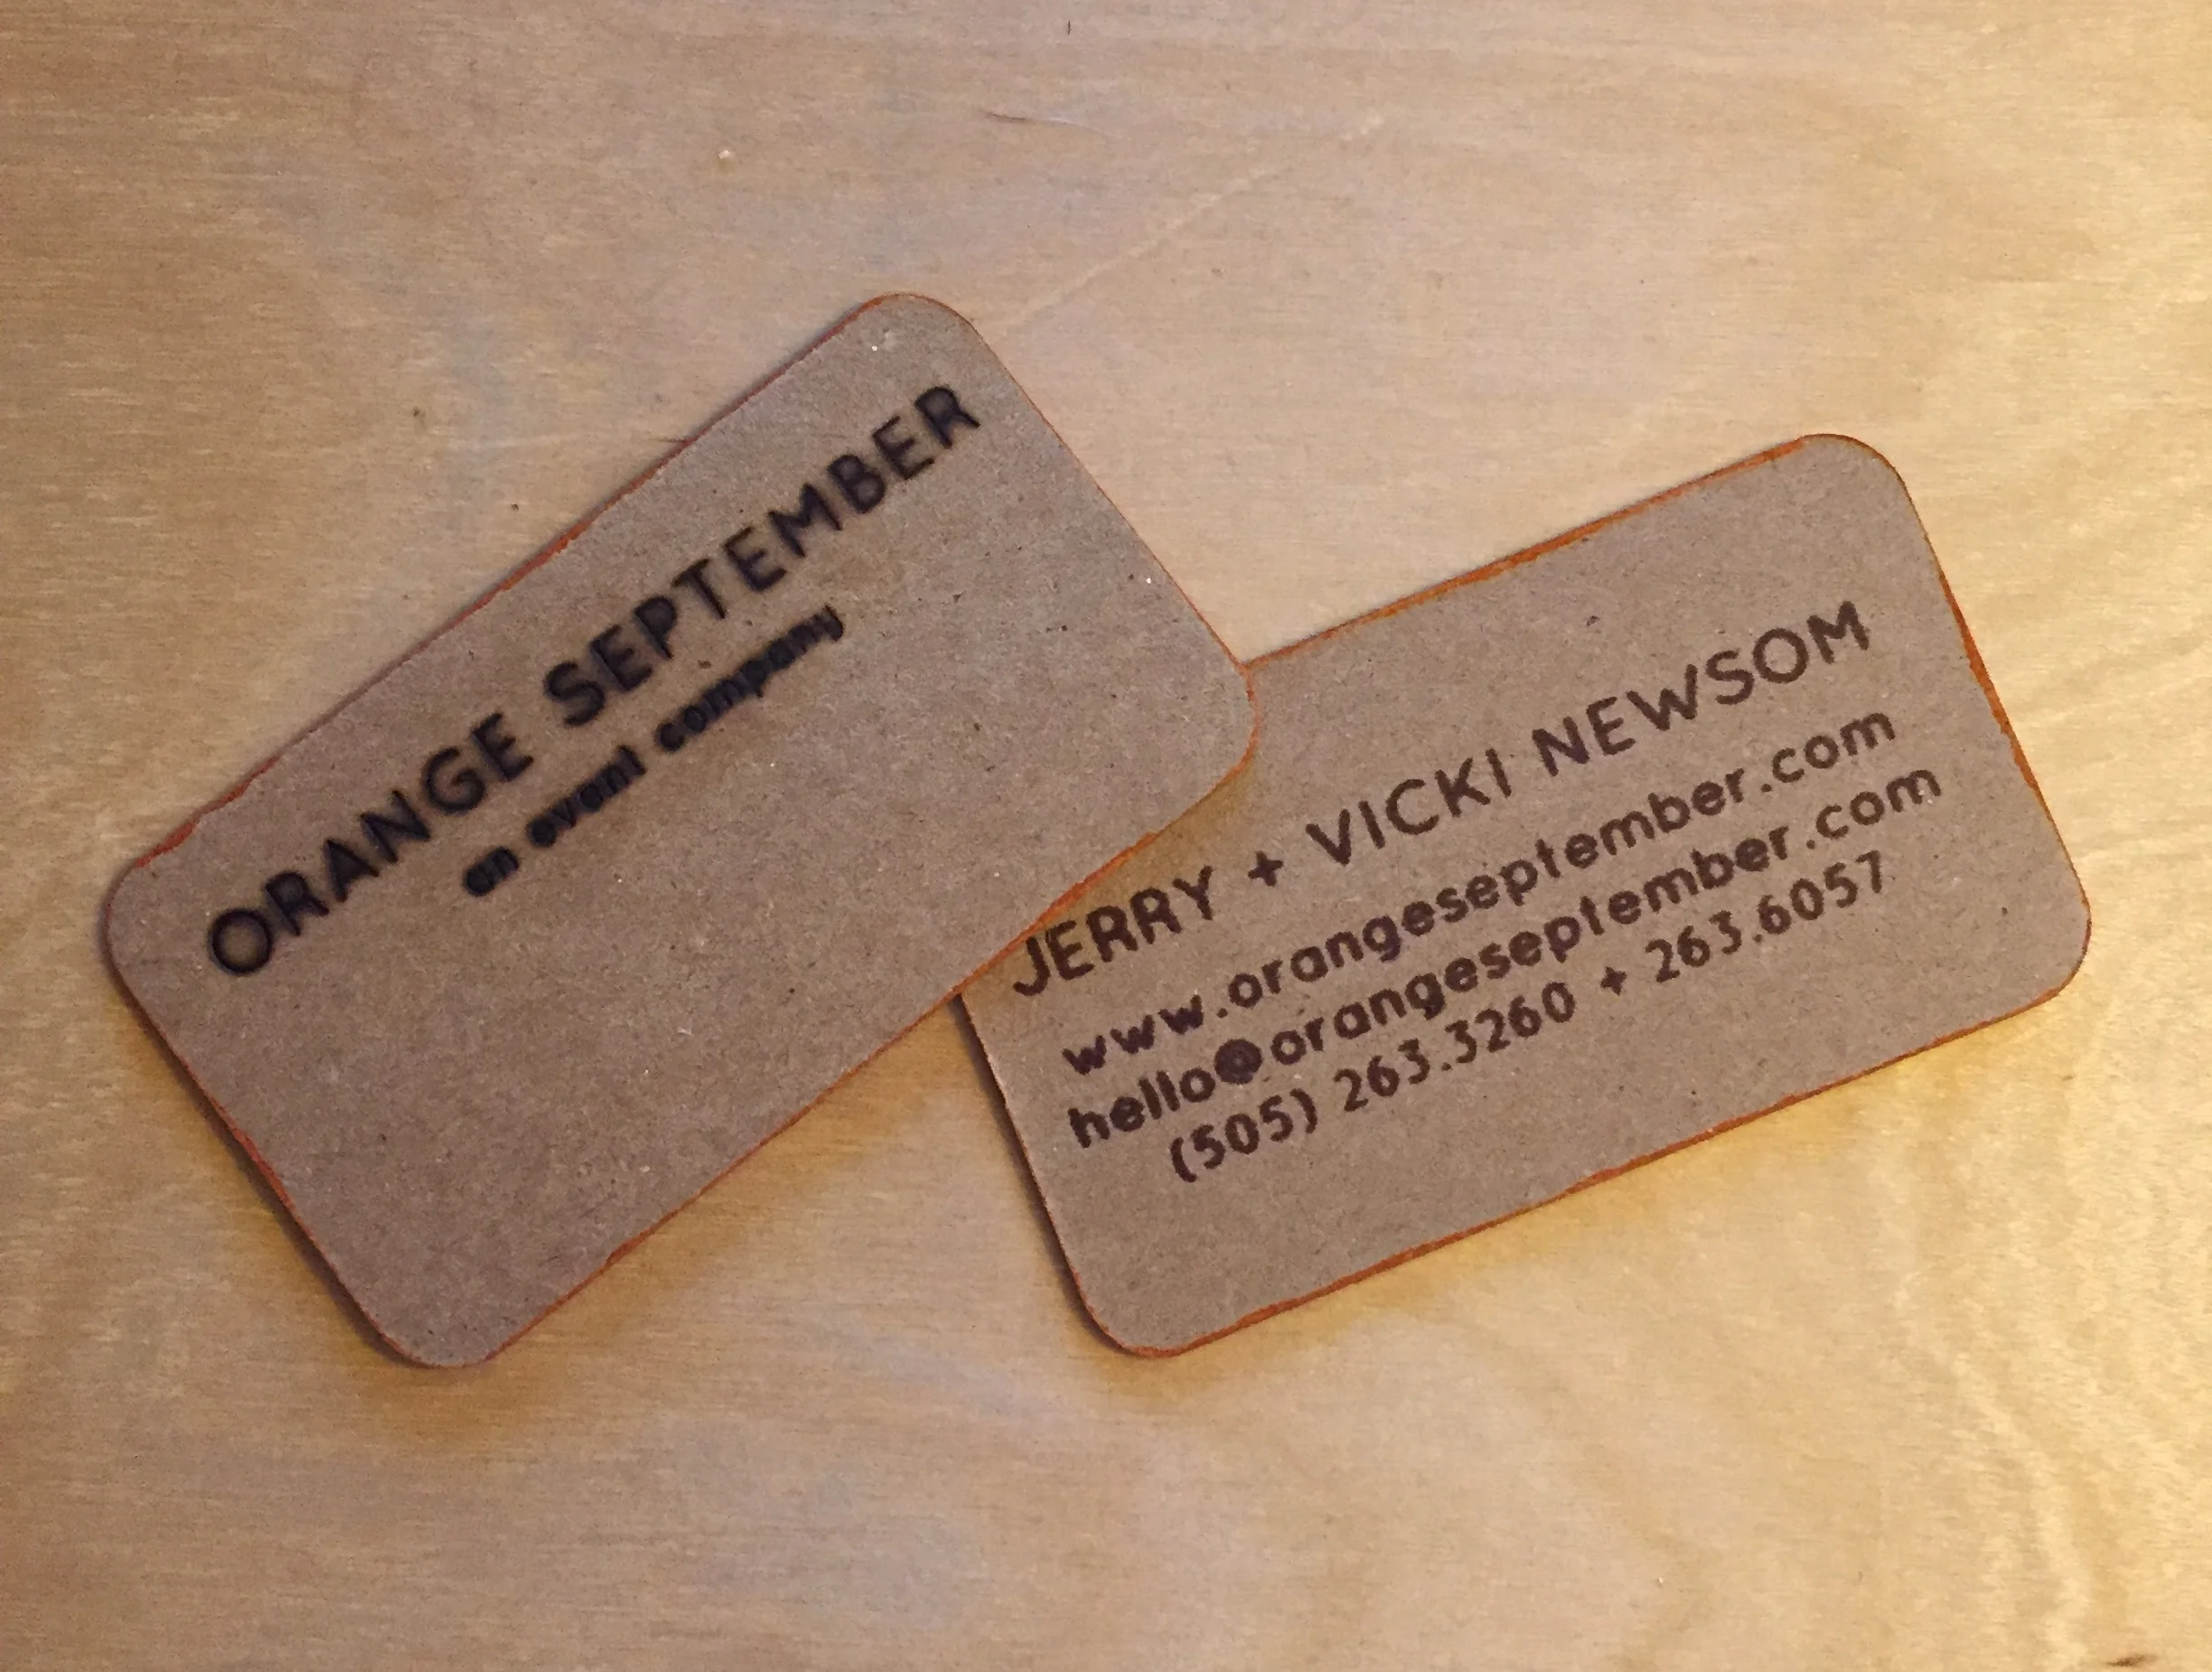 ORANGE SEPTEMBER
an event company
JERRY + VICKI NEWSOM
www.orangeseptember.com
hello@orangeseptember.com
(505) 263.3260 + 263.6057